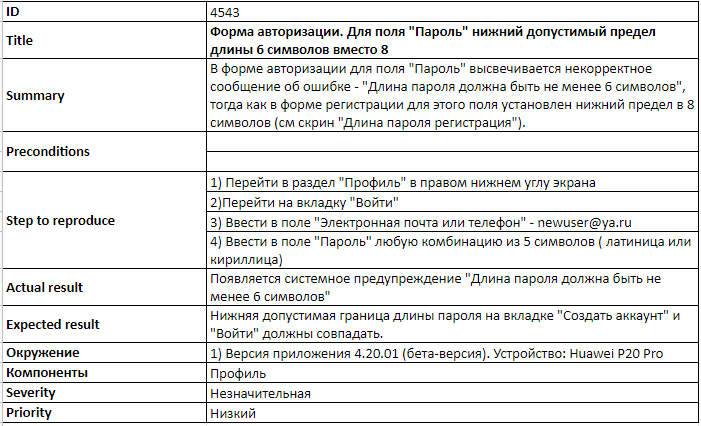 ID 4543
Title Форма авторизации. Для поля "Пароль" нижний допустимый предел
длины 6 символов вместо 8
Summary В форме авторизации для поля "Пароль" высвечивается некорректное
сообщение об ошибке - "Длина пароля должна быть не менее 6 символов",
тогда как в форме регистрации для этого поля установлен нижний предел в 8
символов (см скрин "Длина пароля регистрация").
Preconditions
Step to reproduce 1) Перейти в раздел "Профиль" в правом нижнем углу экрана
2)Перейти на вкладку "Войти"
3) Ввести в поле "Электронная почта или телефон" - newuser@ya.ru
4) Ввести в поле "Пароль" любую комбинацию из 5 символов ( латиница или
кириллица)
Actual result Появляется системное предупреждение "Длина пароля должна быть не
менее 6 символов"
Expected result Нижняя допустимая граница длины пароля на вкладке "Создать аккаунт" и
"Войти" должны совпадать.
Окружение 1) Версия приложения 4.20.01 (бета-версия). Устройство: Huawei P20 Pro
Компоненты Профиль
Severity Незначительная
Priority Низкий